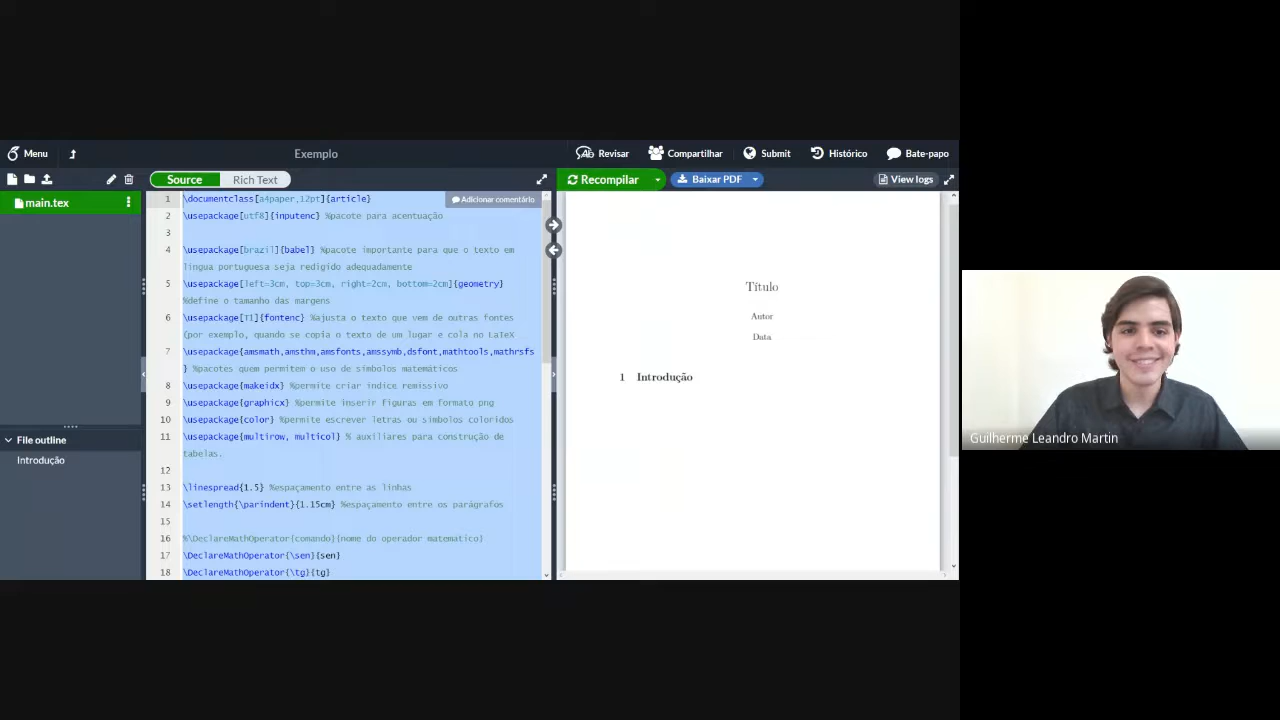 Menu
Exemplo
Revisar
Compartilhar
Submit
Histórico
Bate-papo
Source
Rich Text
Recompilar
Baixar PDF
View logs
main.tex
Adicionar comentário
1 \documentclass[a4paper,12pt]{article}
2 \usepackage[utf8]{inputenc} %pacote para acentuação
3
4 \usepackage[brazil]{babel} %pacote importante para que o texto em
língua portuguesa seja redigido adequadamente
5 \usepackage[left=3cm, top=3cm, right=2cm, bottom=2cm]{geometry}
%define o tamanho das margens
6 \usepackage[T1]{fontenc} %ajusta o texto que vem de outras fontes
(por exemplo, quando se copia o texto de um lugar e cola no LaTeX
7 \usepackage{amsmath,amsthm,amsfonts,amssymb,dsfont,mathtools,mathrsfs
} %pacotes quem permitem o uso de símbolos matemáticos
8 \usepackage{makeidx} %permite criar índice remissivo
9 \usepackage{graphicx} %permite inserir figuras em formato png
10 \usepackage{color} %permite escrever letras ou símbolos coloridos
11 \usepackage{multirow, multicol} % auxiliares para construção de
tabelas.
12
13 \linespread{1.5} %espaçamento entre as linhas
14 \setlength{\parindent}{1.15cm} %espaçamento entre os parágrafos
15
16 %\DeclareMathOperator{comando}{nome do operador matemático}
17 \DeclareMathOperator{\sen}{sen}
18 \DeclareMathOperator{\tg}{tg}
File outline
Introdução
Título
Autor
Data
1 Introdução
Guilherme Leandro Martin